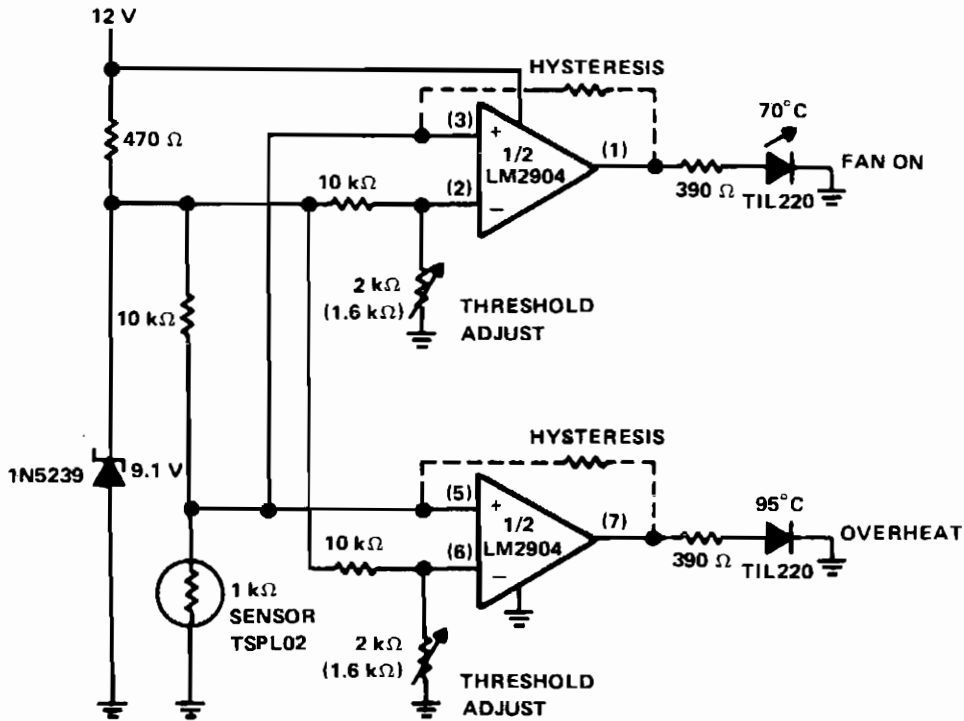 12 V
470 Ω
HYSTERESIS
(3)
+
1/2
LM2904
(1)
70°C
390 Ω
TIL220
FAN ON
10 kΩ
(2)
−
2 kΩ
(1.6 kΩ)
THRESHOLD
ADJUST
10 kΩ
1N5239
9.1 V
HYSTERESIS
(5)
+
1/2
LM2904
(7)
95°C
390 Ω
TIL220
OVERHEAT
10 kΩ
(6)
−
1 kΩ
SENSOR
TSPL02
2 kΩ
(1.6 kΩ)
THRESHOLD
ADJUST